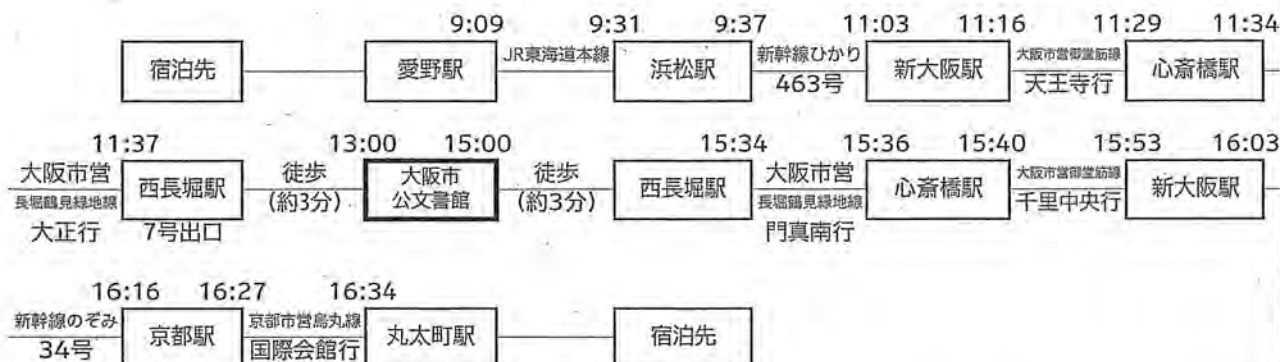 9:09 9:31 9:37 11:03 11:16 11:29 11:34
宿泊先 愛野駅 JR東海道本線 浜松駅 新幹線ひかり 463号 新大阪駅 大阪市営御堂筋線 天王寺行 心斎橋駅
11:37 13:00 15:00 15:34 15:36 15:40 15:53 16:03
大阪市営 長堀鶴見緑地線 大正行 西長堀駅 7号出口 徒歩 (約3分) 大阪市 公文書館 徒歩 (約3分) 西長堀駅 大阪市営 長堀鶴見緑地線 門真南行 心斎橋駅 大阪市営御堂筋線 千里中央行 新大阪駅
16:16 16:27 16:34
新幹線のぞみ 34号 京都駅 京都市営烏丸線 国際会館行 丸太町駅 宿泊先